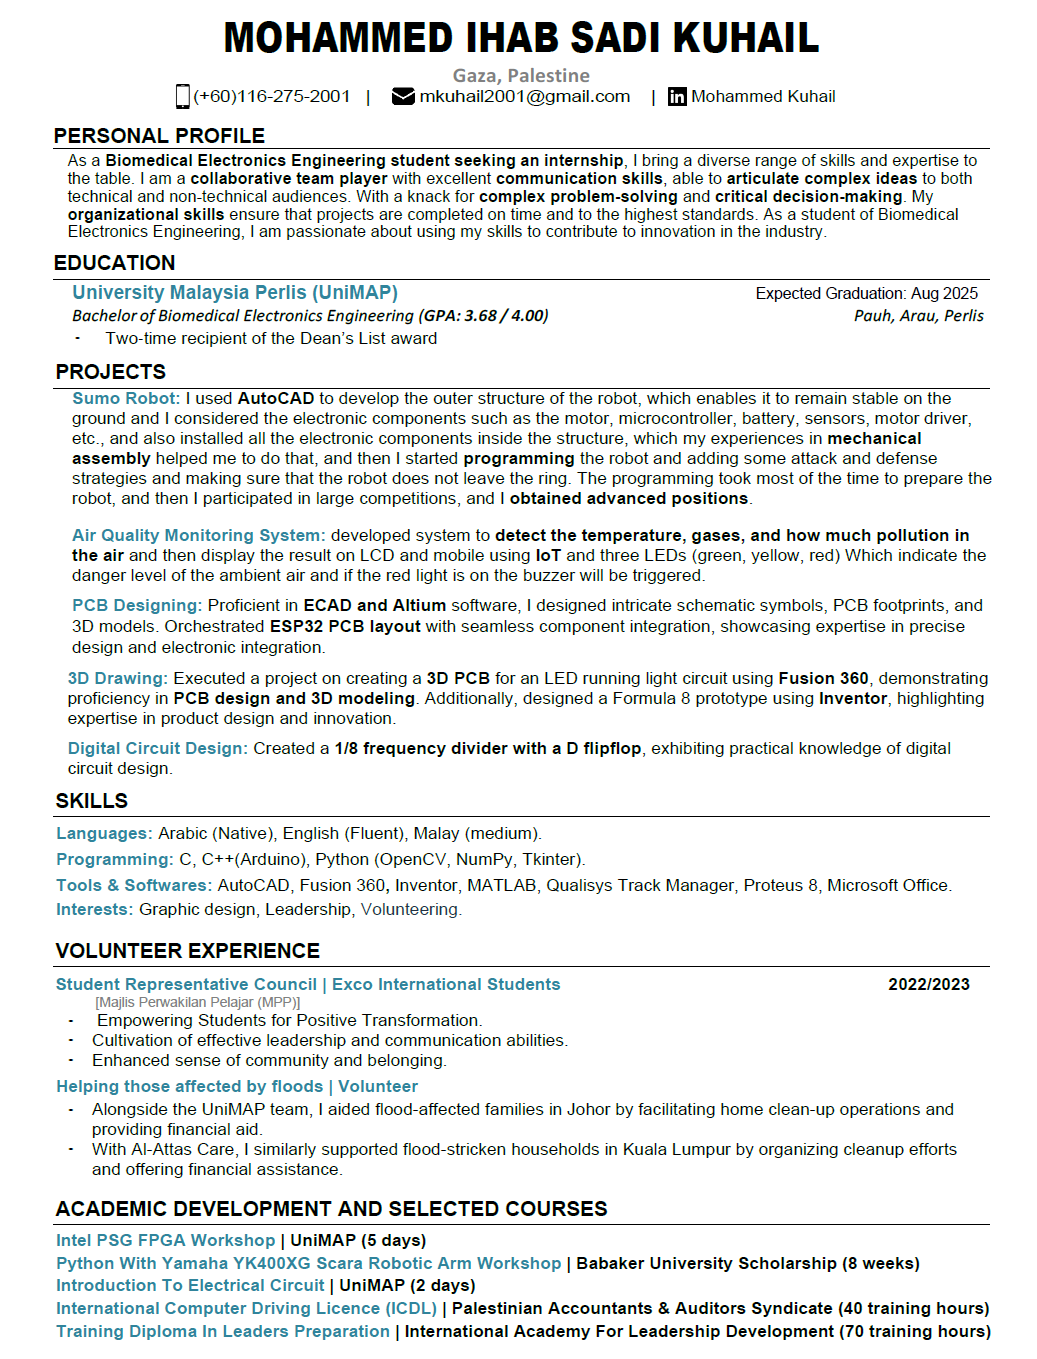 MOHAMMED IHAB SADI KUHAIL
Gaza, Palestine
(+60)116-275-2001 | mkuhail2001@gmail.com | in Mohammed Kuhail
PERSONAL PROFILE
As a Biomedical Electronics Engineering student seeking an internship, I bring a diverse range of skills and expertise to
the table. I am a collaborative team player with excellent communication skills, able to articulate complex ideas to both
technical and non-technical audiences. With a knack for complex problem-solving and critical decision-making. My
organizational skills ensure that projects are completed on time and to the highest standards. As a student of Biomedical
Electronics Engineering, I am passionate about using my skills to contribute to innovation in the industry.
EDUCATION
University Malaysia Perlis (UniMAP) Expected Graduation: Aug 2025
Bachelor of Biomedical Electronics Engineering (GPA: 3.68 / 4.00) Pauh, Arau, Perlis
- Two-time recipient of the Dean’s List award
PROJECTS
Sumo Robot: I used AutoCAD to develop the outer structure of the robot, which enables it to remain stable on the
ground and I considered the electronic components such as the motor, microcontroller, battery, sensors, motor driver,
etc., and also installed all the electronic components inside the structure, which my experiences in mechanical
assembly helped me to do that, and then I started programming the robot and adding some attack and defense
strategies and making sure that the robot does not leave the ring. The programming took most of the time to prepare the
robot, and then I participated in large competitions, and I obtained advanced positions.
Air Quality Monitoring System: developed system to detect the temperature, gases, and how much pollution in
the air and then display the result on LCD and mobile using IoT and three LEDs (green, yellow, red) Which indicate the
danger level of the ambient air and if the red light is on the buzzer will be triggered.
PCB Designing: Proficient in ECAD and Altium software, I designed intricate schematic symbols, PCB footprints, and
3D models. Orchestrated ESP32 PCB layout with seamless component integration, showcasing expertise in precise
design and electronic integration.
3D Drawing: Executed a project on creating a 3D PCB for an LED running light circuit using Fusion 360, demonstrating
proficiency in PCB design and 3D modeling. Additionally, designed a Formula 8 prototype using Inventor, highlighting
expertise in product design and innovation.
Digital Circuit Design: Created a 1/8 frequency divider with a D flipflop, exhibiting practical knowledge of digital
circuit design.
SKILLS
Languages: Arabic (Native), English (Fluent), Malay (medium).
Programming: C, C++(Arduino), Python (OpenCV, NumPy, Tkinter).
Tools & Softwares: AutoCAD, Fusion 360, Inventor, MATLAB, Qualisys Track Manager, Proteus 8, Microsoft Office.
Interests: Graphic design, Leadership, Volunteering.
VOLUNTEER EXPERIENCE
Student Representative Council | Exco International Students 2022/2023
[Majlis Perwakilan Pelajar (MPP)]
- Empowering Students for Positive Transformation.
- Cultivation of effective leadership and communication abilities.
- Enhanced sense of community and belonging.
Helping those affected by floods | Volunteer
- Alongside the UniMAP team, I aided flood-affected families in Johor by facilitating home clean-up operations and
providing financial aid.
- With Al-Attas Care, I similarly supported flood-stricken households in Kuala Lumpur by organizing cleanup efforts
and offering financial assistance.
ACADEMIC DEVELOPMENT AND SELECTED COURSES
Intel PSG FPGA Workshop | UniMAP (5 days)
Python With Yamaha YK400XG Scara Robotic Arm Workshop | Babaker University Scholarship (8 weeks)
Introduction To Electrical Circuit | UniMAP (2 days)
International Computer Driving Licence (ICDL) | Palestinian Accountants & Auditors Syndicate (40 training hours)
Training Diploma In Leaders Preparation | International Academy For Leadership Development (70 training hours)